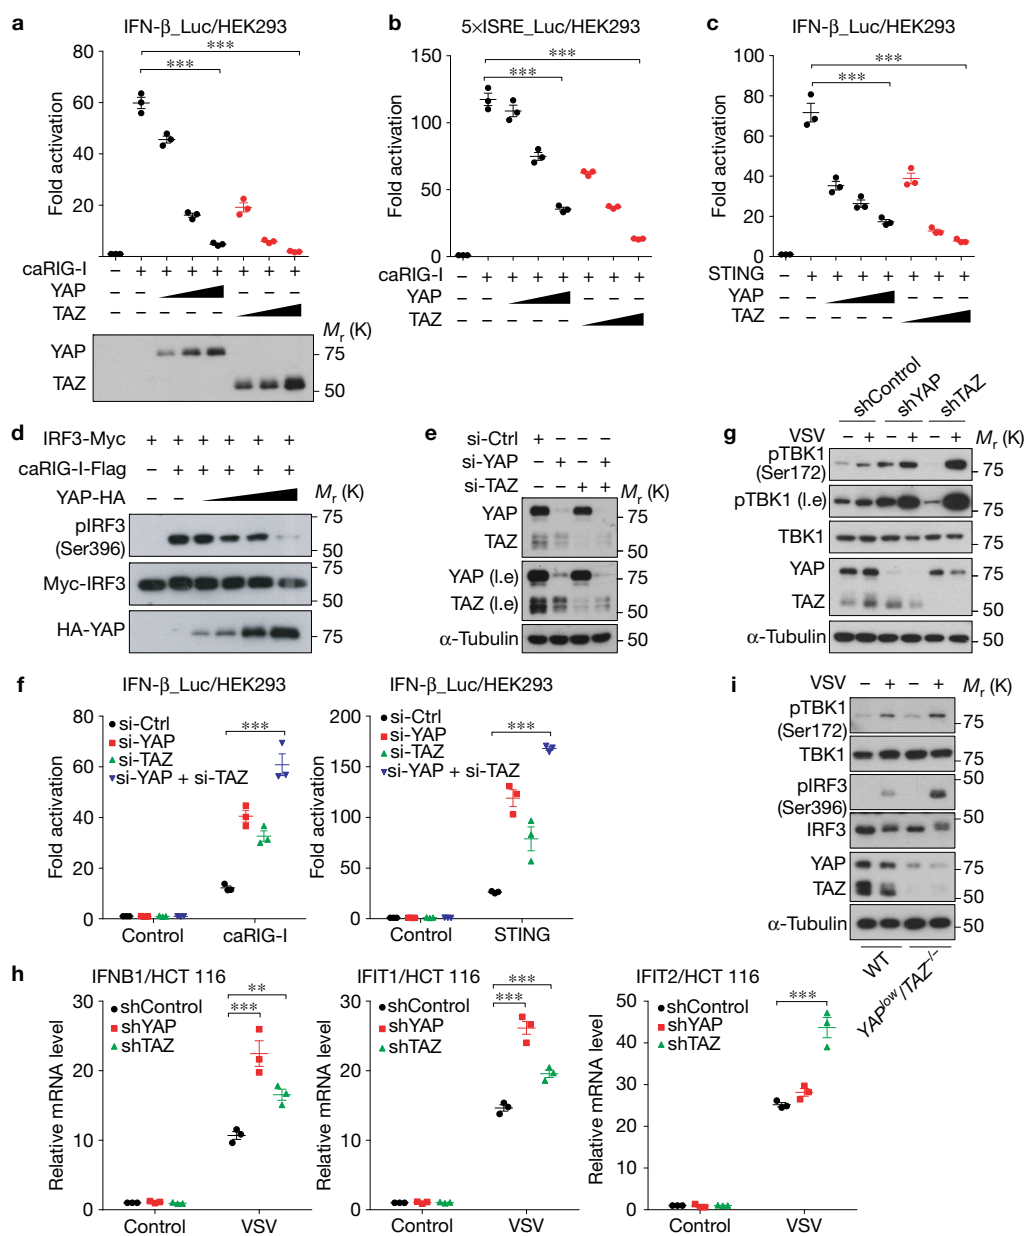 a IFN-β_Luc/HEK293
***
***
80
60
40
20
Fold activation
caRIG-I – + + + + + + +
YAP – – – – –
TAZ – – – – –
Mr (K)
YAP 75
TAZ 50
b 5×ISRE_Luc/HEK293
***
***
150
100
50
0
Fold activation
caRIG-I – + + + + + + +
YAP – – – – –
TAZ – – – – –
c IFN-β_Luc/HEK293
***
***
100
80
60
40
20
0
Fold activation
STING – + + + + + + +
YAP – – – – –
TAZ – – – – –
d IRF3-Myc + + + + + +
caRIG-I-Flag – + + + + +
YAP-HA – –
Mr (K)
pIRF3 (Ser396) 75 50
Myc-IRF3 75 50
HA-YAP 75
e si-Ctrl + – – –
si-YAP – + – +
si-TAZ – – + +
Mr (K)
YAP 75
TAZ 50
YAP (l.e) 75
TAZ (l.e) 50
α-Tubulin 50
g shControl shYAP shTAZ
VSV – + – + – +
Mr (K)
pTBK1 (Ser172) 75
pTBK1 (l.e) 75
TBK1 75
YAP 75
TAZ 50
α-Tubulin 50
f IFN-β_Luc/HEK293
si-Ctrl
si-YAP
si-TAZ
si-YAP + si-TAZ
***
80
60
40
20
0
Fold activation
Control caRIG-I
IFN-β_Luc/HEK293
si-Ctrl
si-YAP
si-TAZ
si-YAP + si-TAZ
***
200
150
100
50
0
Fold activation
Control STING
i VSV – + – +
Mr (K)
pTBK1 (Ser172) 75
TBK1 75
pIRF3 (Ser396) 50
IRF3 50
YAP 75
TAZ 50
α-Tubulin 50
WT YAPlow/TAZ–/–
h IFNB1/HCT 116
shControl
shYAP
shTAZ
**
***
30
20
10
0
Relative mRNA level
Control VSV
IFIT1/HCT 116
shControl
shYAP
shTAZ
***
***
30
20
10
0
Relative mRNA level
Control VSV
IFIT2/HCT 116
shControl
shYAP
shTAZ
***
50
40
30
20
10
0
Relative mRNA level
Control VSV